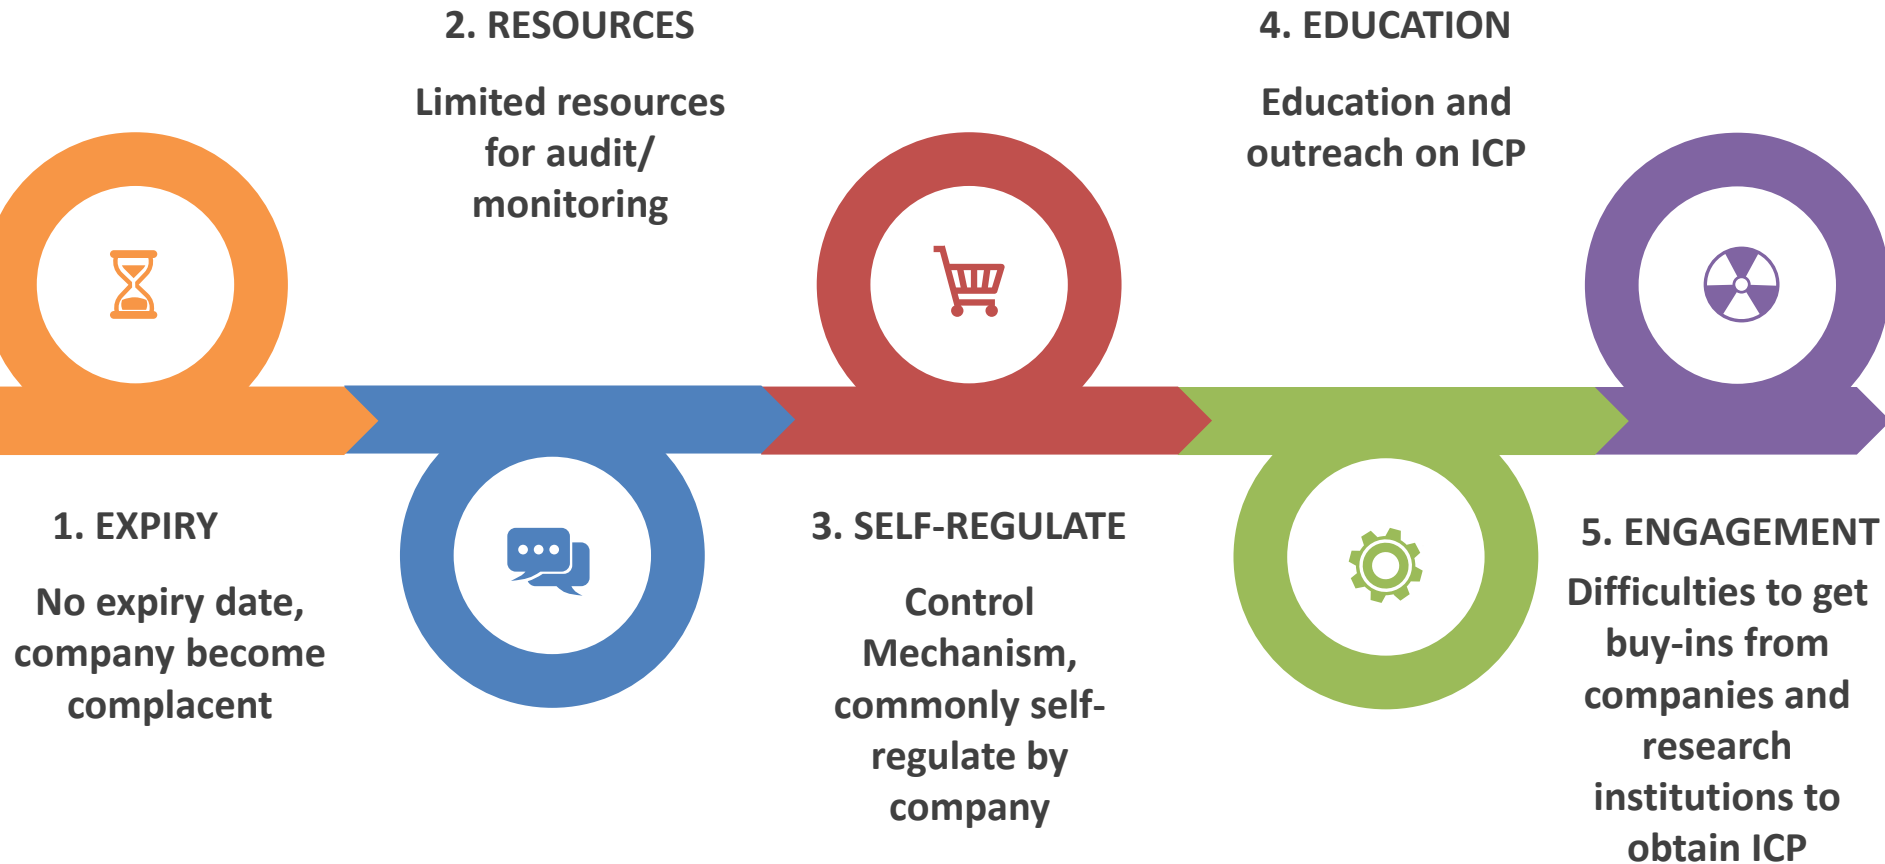 1. EXPIRY
No expiry date,
company become
complacent
2. RESOURCES
Limited resources
for audit/
monitoring
3. SELF-REGULATE
Control
Mechanism,
commonly self-
regulate by
company
4. EDUCATION
Education and
outreach on ICP
5. ENGAGEMENT
Difficulties to get
buy-ins from
companies and
research
institutions to
obtain ICP